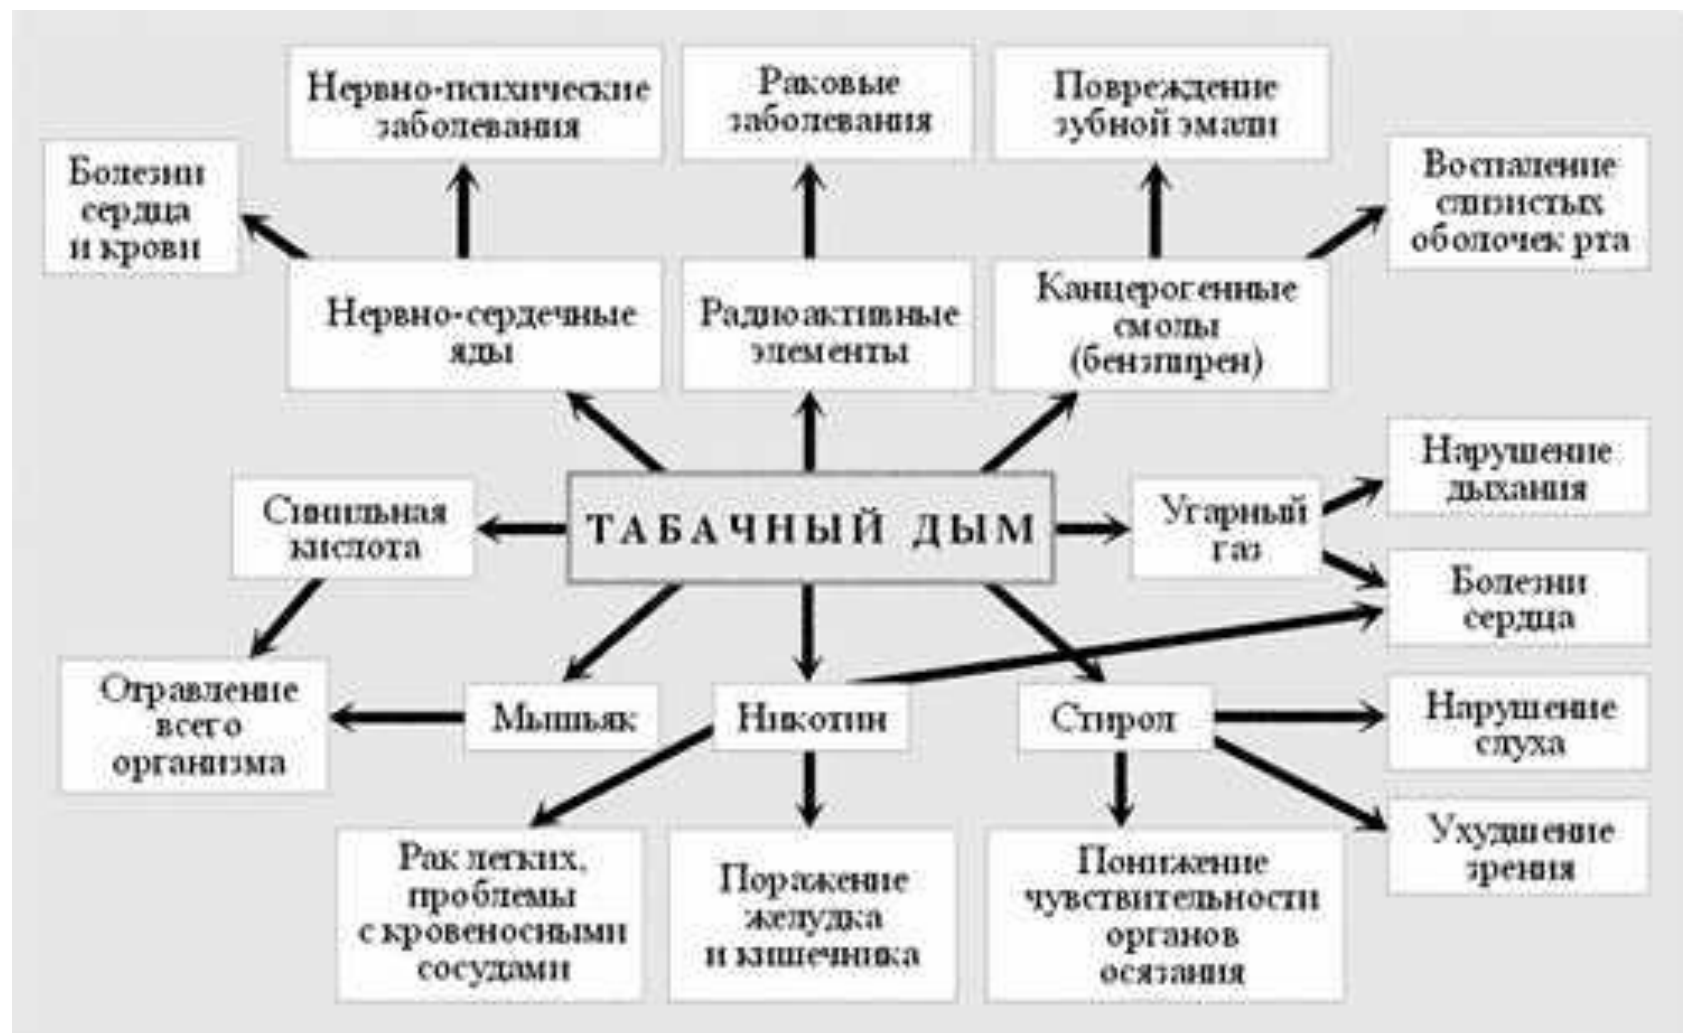 Нервно-психические
заболевания
Раковые
заболевания
Повреждение
зубной эмали
Болезни
сердца
и крови
Воспаление
слизистых
оболочек рта
Нервно-сердечные
яды
Радиоактивные
элементы
Канцерогенные
смолы
(бензпирен)
Синильная
кислота
ТАБАЧНЫЙ ДЫМ
Угарный
газ
Нарушение
дыхания
Болезни
сердца
Отравление
всего
организма
Мышьяк
Никотин
Стирол
Нарушение
слуха
Ухудшение
зрения
Рак легких,
проблемы
с кровеносными
сосудами
Поражение
желудка
и кишечника
Понижение
чувствительности
органов
осязания